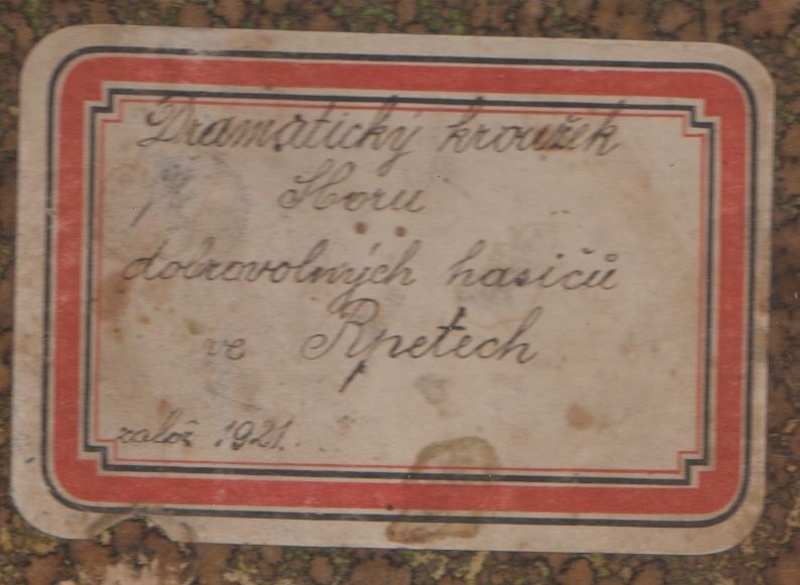 Dramatický kroužek
Sboru
dobrovolných hasičů
ve Rpetech
založ 1921.